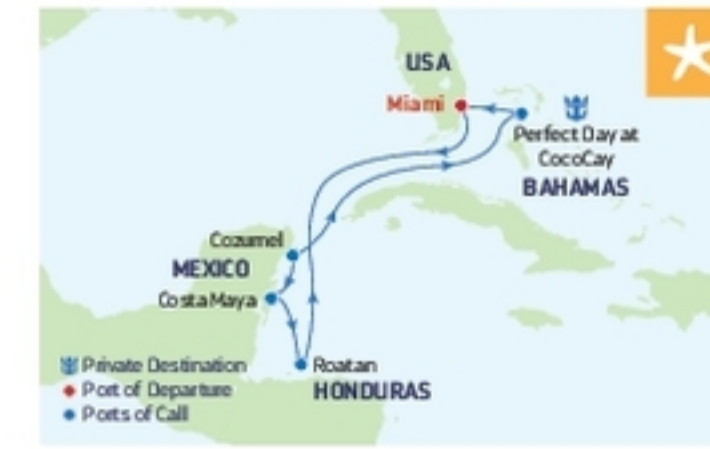 USA
Miami
Perfect Day at
CocoCay
BAHAMAS
Cozumel
MEXICO
Costa Maya
Roatan
HONDURAS
Private Destination
Port of Departure
Ports of Call